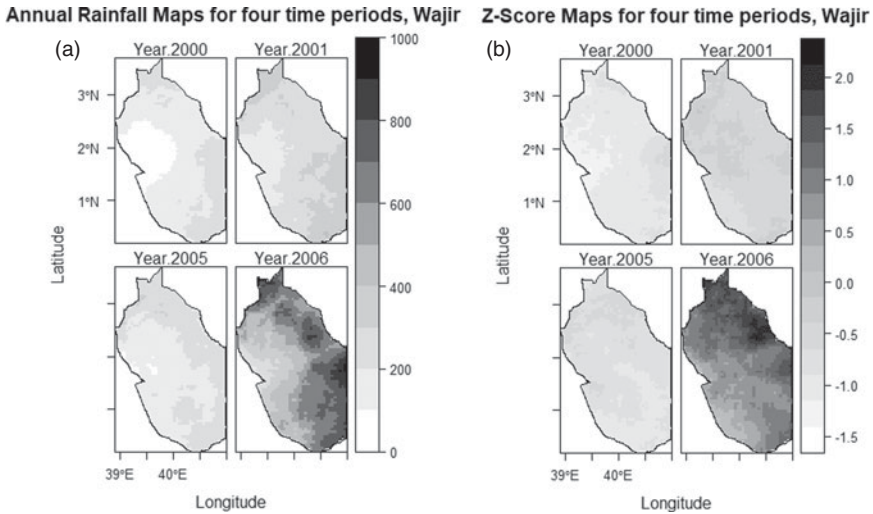 Annual Rainfall Maps for four time periods, Wajir
(a)
Year.2000
Year.2001
Year.2005
Year.2006
3°N
2°N
1°N
Latitude
39°E
40°E
Longitude
1000
800
600
400
200
0
Z-Score Maps for four time periods, Wajir
(b)
Year.2000
Year.2001
Year.2005
Year.2006
3°N
2°N
1°N
Latitude
39°E
40°E
Longitude
2.0
1.5
1.0
0.5
0.0
-0.5
-1.0
-1.5